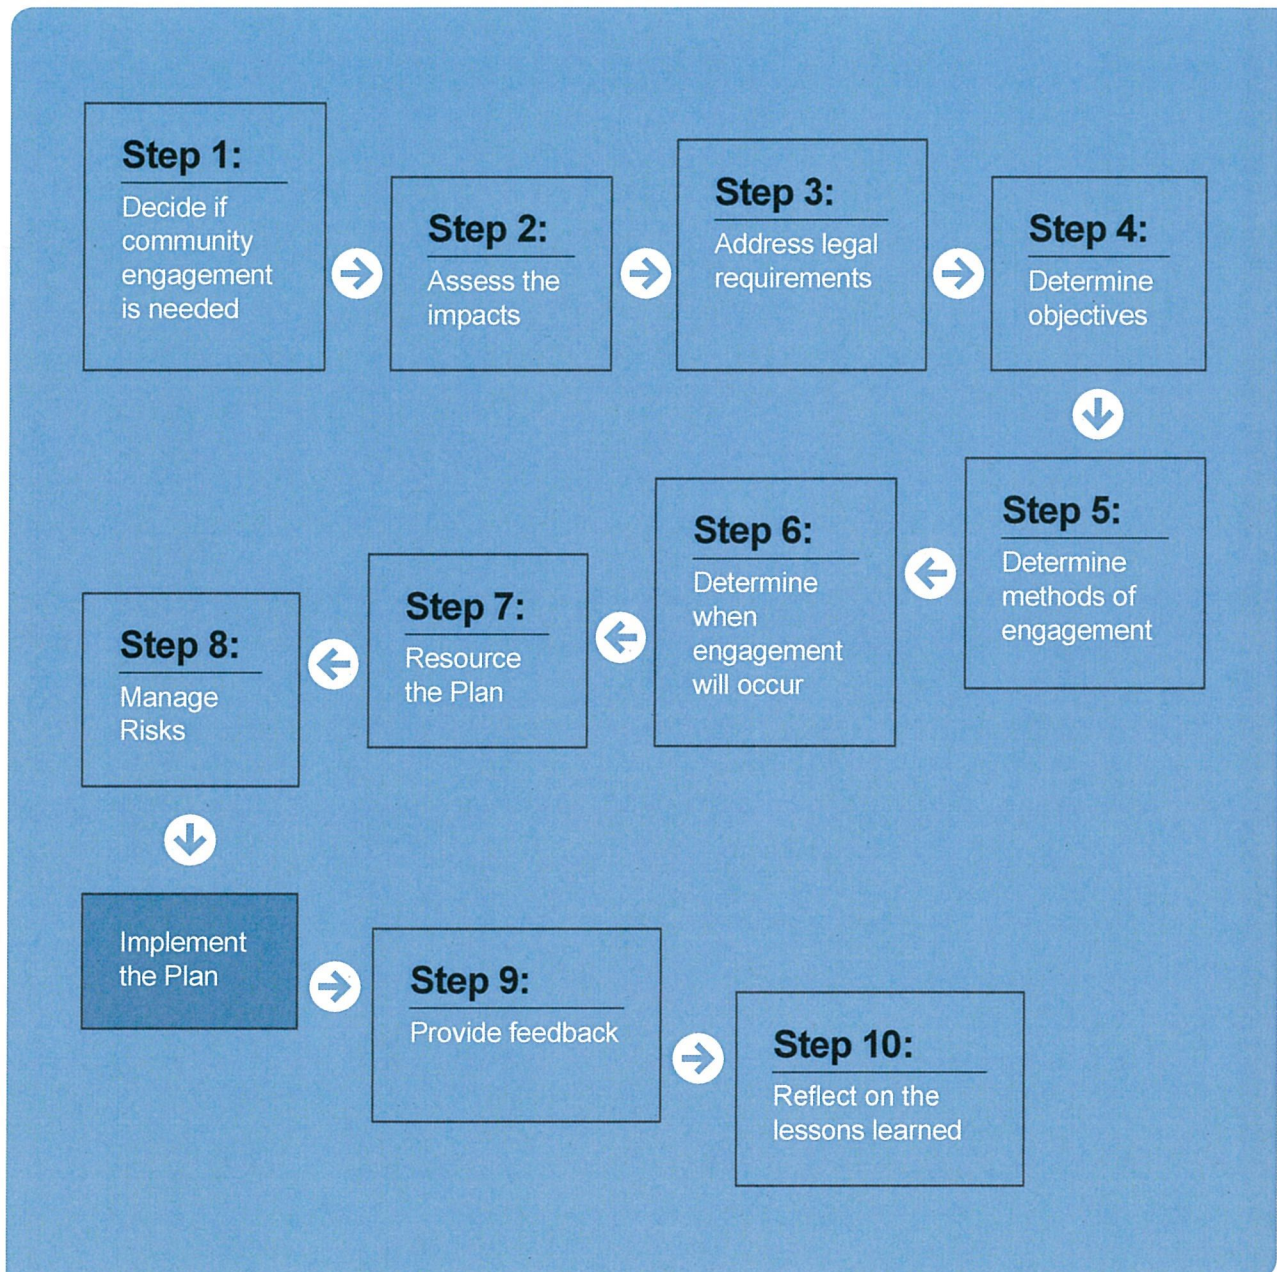 Step 1:
Decide if
community
engagement
is needed
Step 2:
Assess the
impacts
Step 3:
Address legal
requirements
Step 4:
Determine
objectives
Step 5:
Determine
methods of
engagement
Step 6:
Determine
when
engagement
will occur
Step 7:
Resource
the Plan
Step 8:
Manage
Risks
Implement
the Plan
Step 9:
Provide feedback
Step 10:
Reflect on the
lessons learned